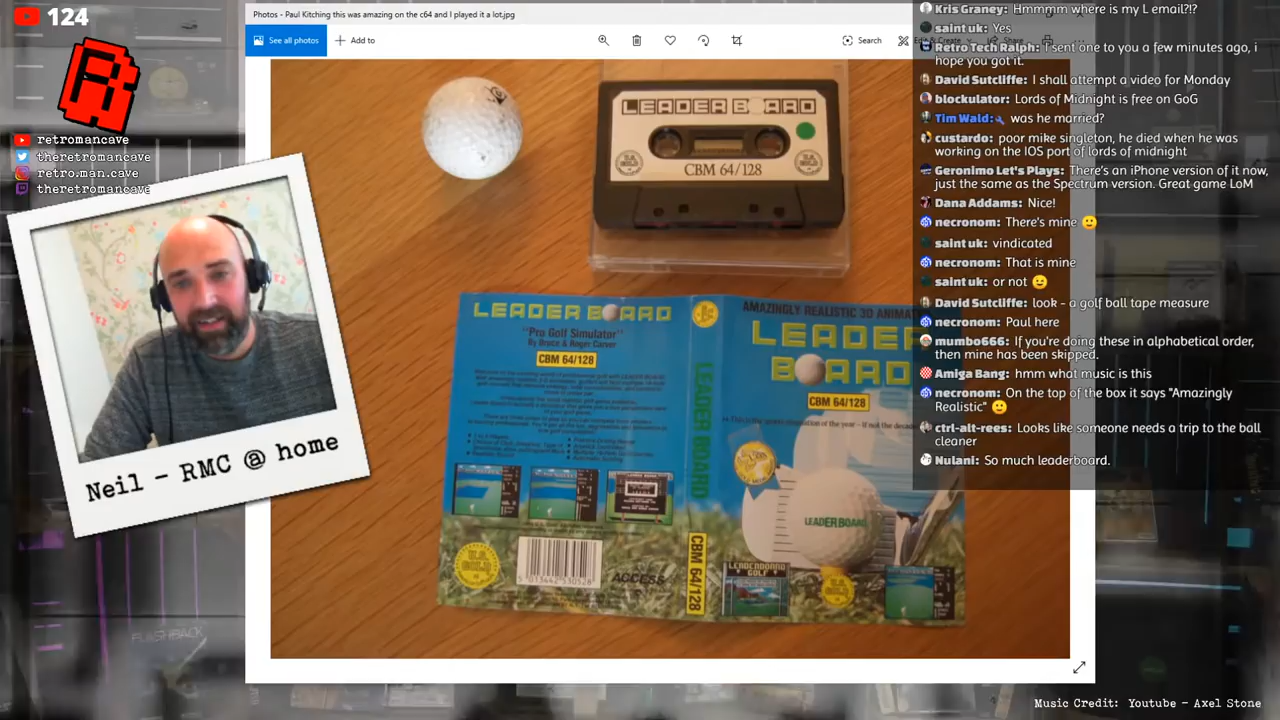 124
retromancave
theretromancave
retro.man.cave
theretromancave
Neil - RMC @ home
Photos - Paul Kitching this was amazing on the c64 and I played it a lot.jpg
See all photos
Add to
Search
Edit & Create
Share
LEADER BOARD
CBM 64/128
LEADER BOARD
"Pro Golf Simulator"
By Bruce & Roger Carver
CBM 64/128
5013442530528
ACCESS
LEADER BOARD
CBM 64/128
AMAZINGLY REALISTIC 3D
LEADER
BOARD
CBM 64/128
LEADER BOARD
LEADERBOARD
GOLF
Kris Graney: Hmmmm where is my L email?!?
saint uk: Yes
Retro Tech Ralph: I sent one to you a few minutes ago, i
hope you got it.
David Sutcliffe: I shall attempt a video for Monday
blockulator: Lords of Midnight is free on GoG
Tim Wald: was he married?
custardo: poor mike singleton, he died when he was
working on the IOS port of lords of midnight
Geronimo Let's Plays: There's an iPhone version of it now,
just the same as the Spectrum version. Great game LoM
Dana Addams: Nice!
necronom: There's mine 🙂
saint uk: vindicated
necronom: That is mine
saint uk: or not 😉
David Sutcliffe: look - a golf ball tape measure
necronom: Paul here
mumbo666: If you're doing these in alphabetical order,
then mine has been skipped.
Amiga Bang: hmm what music is this
necronom: On the top of the box it says "Amazingly
Realistic" 🙂
ctrl-alt-rees: Looks like someone needs a trip to the ball
cleaner
Nulani: So much leaderboard.
FLASHBACK
Music Credit: Youtube - Axel Stone